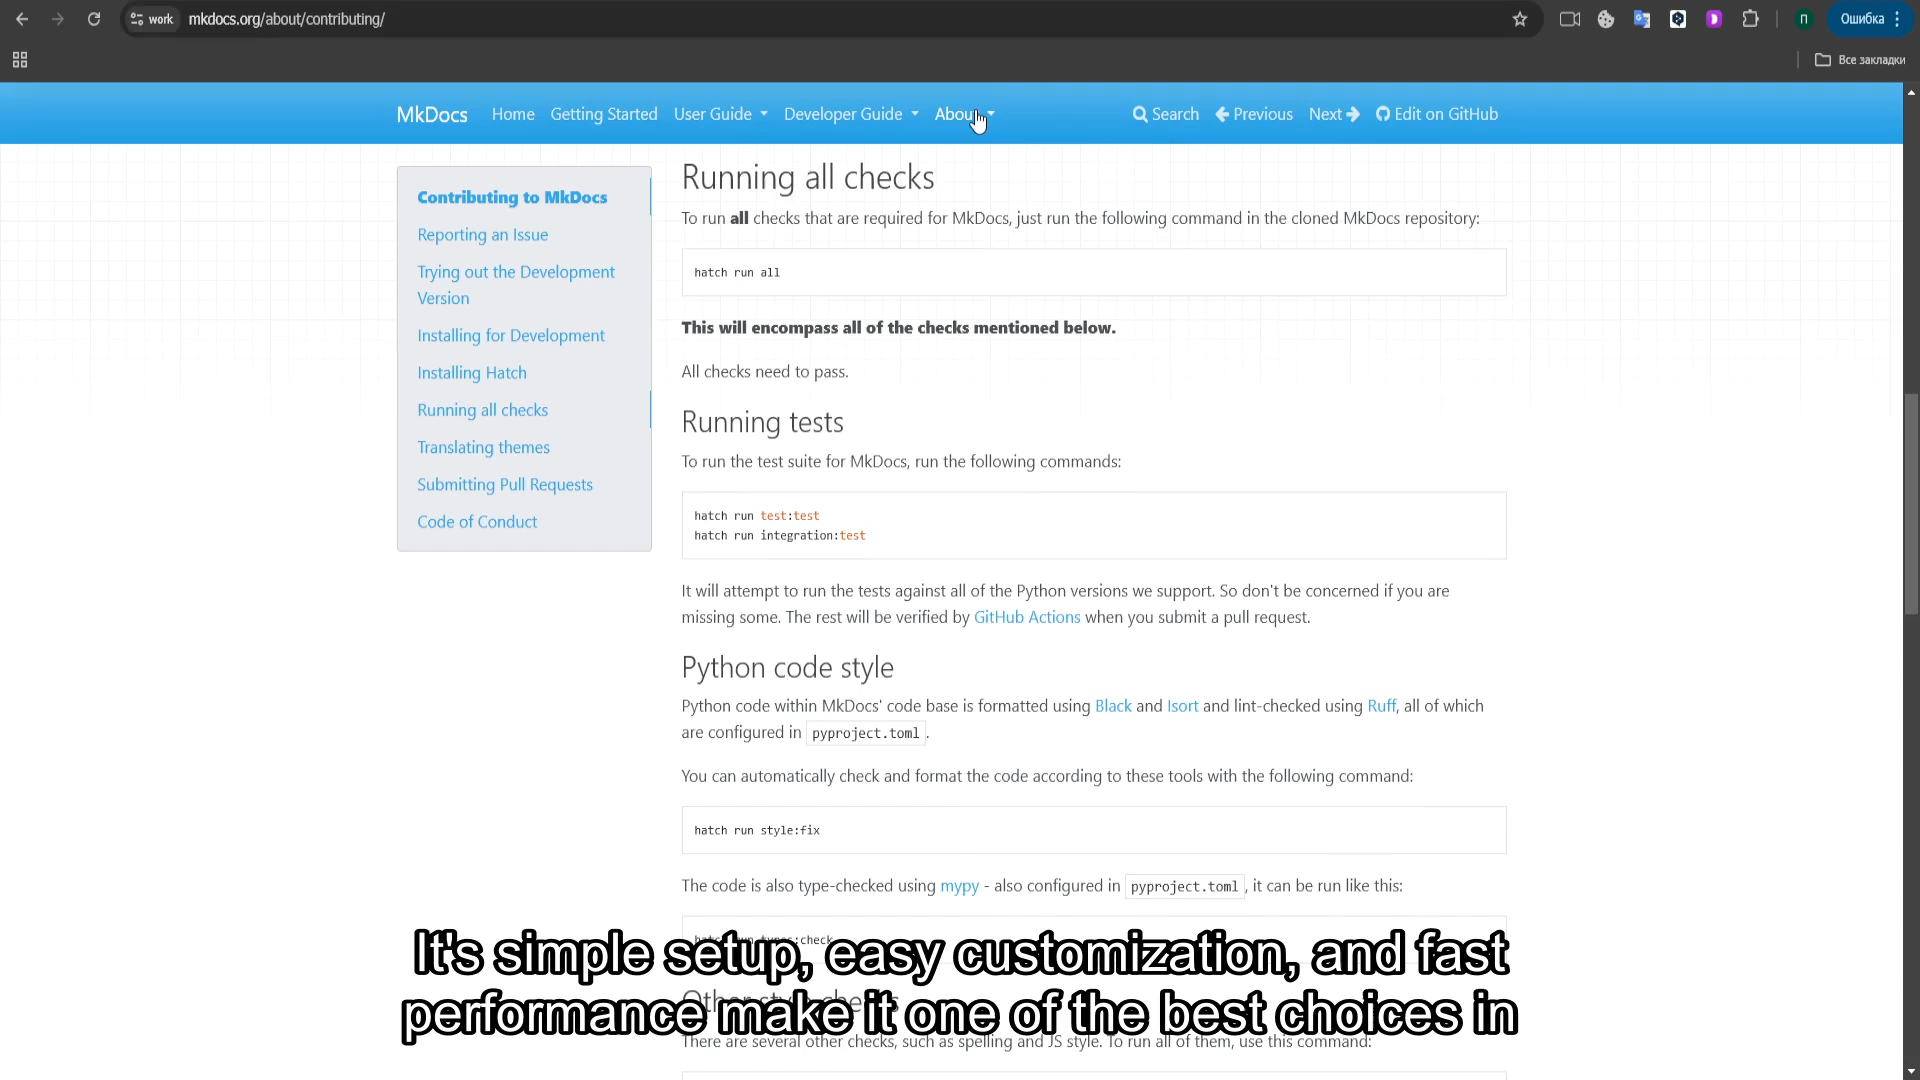 work mkdocs.org/about/contributing/ П Ошибка
Все закладки
MkDocs Home Getting Started User Guide Developer Guide About Search Previous Next Edit on GitHub
Contributing to MkDocs
Reporting an Issue
Trying out the Development
Version
Installing for Development
Installing Hatch
Running all checks
Translating themes
Submitting Pull Requests
Code of Conduct
Running all checks
To run all checks that are required for MkDocs, just run the following command in the cloned MkDocs repository:
hatch run all
This will encompass all of the checks mentioned below.
All checks need to pass.
Running tests
To run the test suite for MkDocs, run the following commands:
hatch run test:test
hatch run integration:test
It will attempt to run the tests against all of the Python versions we support. So don't be concerned if you are
missing some. The rest will be verified by GitHub Actions when you submit a pull request.
Python code style
Python code within MkDocs' code base is formatted using Black and Isort and lint-checked using Ruff, all of which
are configured in pyproject.toml.
You can automatically check and format the code according to these tools with the following command:
hatch run style:fix
The code is also type-checked using mypy - also configured in pyproject.toml, it can be run like this:
hatch run types:check
Other style checks
There are several other checks, such as spelling and JS style. To run all of them, use this command:
It's simple setup, easy customization, and fast
performance make it one of the best choices in